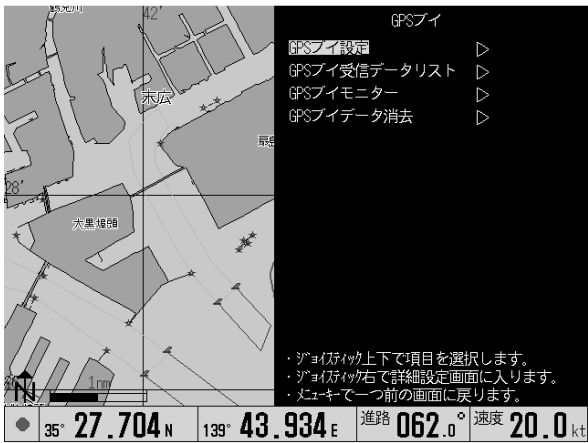 鶴見川
42'
末広
扇島
28'
大黒埠頭
N
1nm
GPSブイ
GPSブイ設定 ▷
GPSブイ受信データリスト ▷
GPSブイモニター ▷
GPSブイデータ消去 ▷
・ジョイスティック上下で項目を選択します。
・ジョイスティック右で詳細設定画面に入ります。
・メニューキーで一つ前の画面に戻ります。
35° 27.704 N 139° 43.934 E 進路 062.0° 速度 20.0 kt